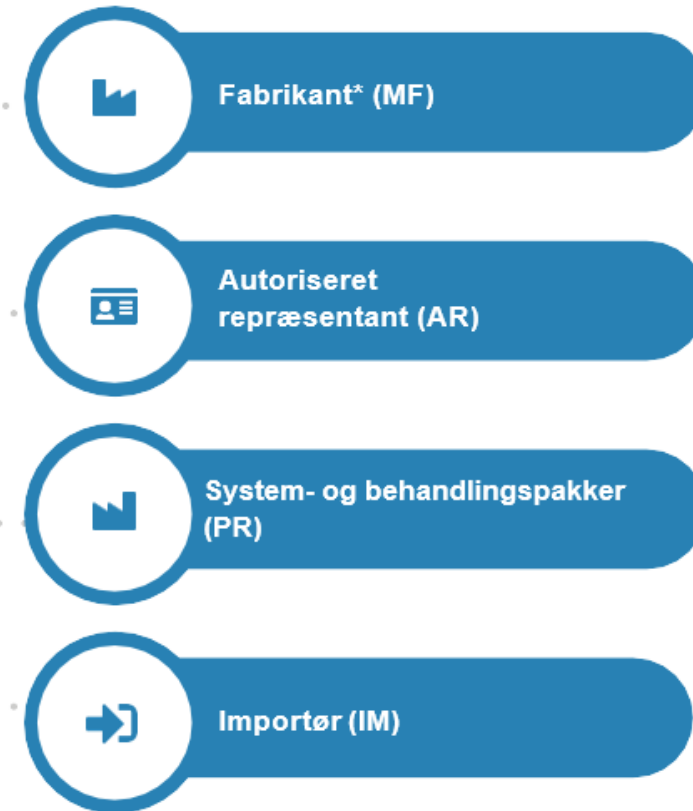 Fabrikant* (MF)
Autoriseret
repræsentant (AR)
System- og behandlingspakker
(PR)
Importør (IM)